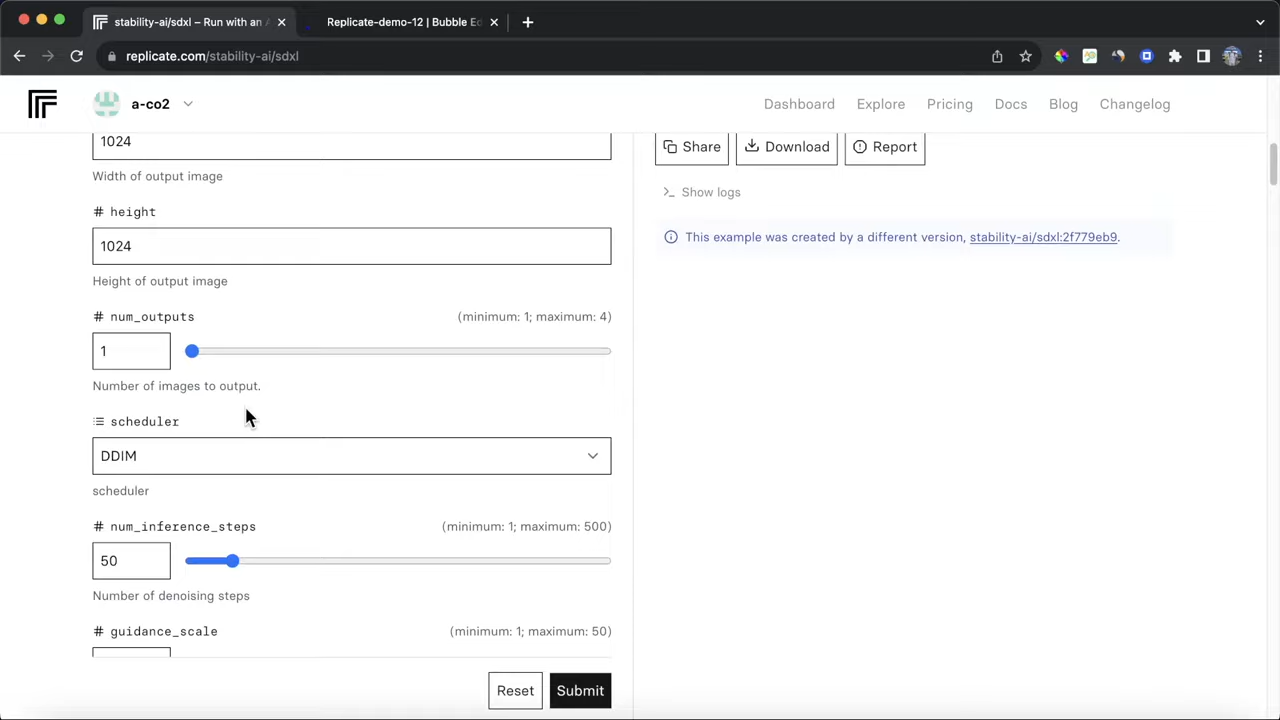 stability-ai/sdxl – Run with an A
Replicate-demo-12 | Bubble Ed
replicate.com/stability-ai/sdxl
a-co2
Dashboard
Explore
Pricing
Docs
Blog
Changelog
1024
Width of output image
# height
1024
Height of output image
# num_outputs
(minimum: 1; maximum: 4)
1
Number of images to output.
scheduler
DDIM
scheduler
# num_inference_steps
(minimum: 1; maximum: 500)
50
Number of denoising steps
# guidance_scale
(minimum: 1; maximum: 50)
Reset
Submit
Share
Download
Report
Show logs
This example was created by a different version, stability-ai/sdxl:2f779eb9.